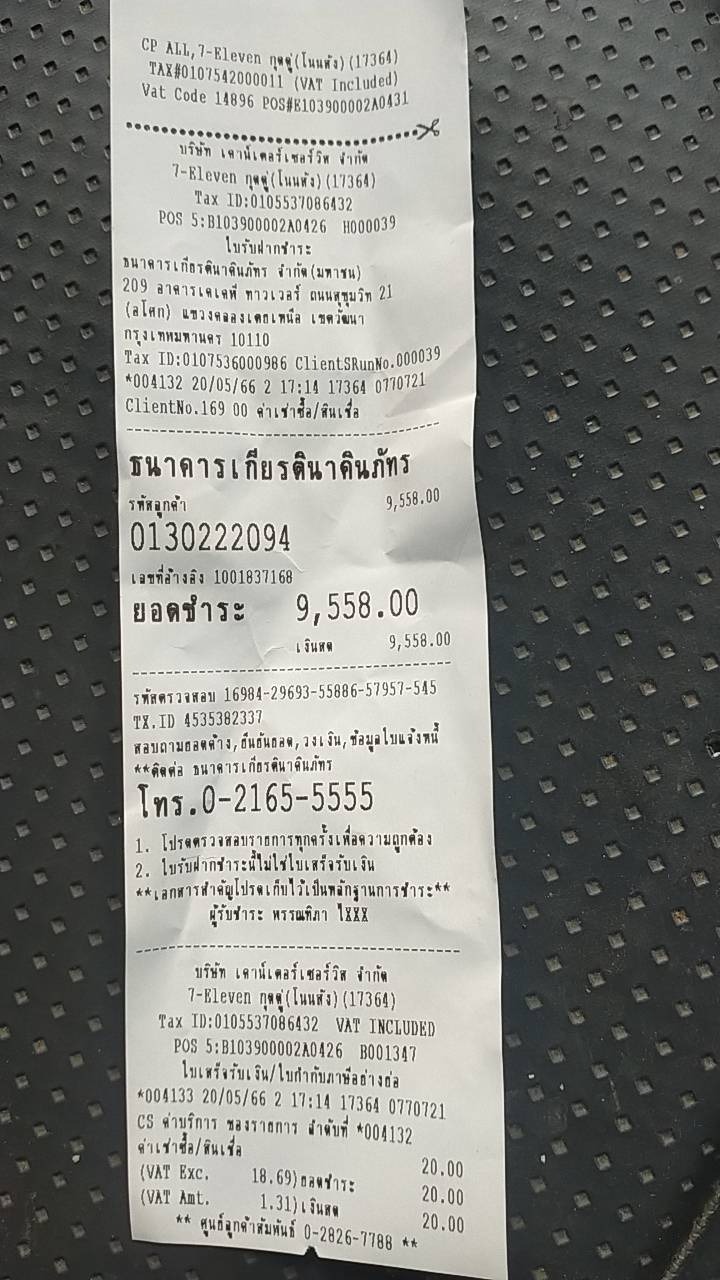 CP ALL,7-Eleven กุดดู่(โนนสัง)(17364)
TAX#0107542000011 (VAT Included)
Vat Code 14896 POS#E103900002A0431
บริษัท เคาน์เตอร์เซอร์วิส จำกัด
7-Eleven กุดดู่(โนนสัง)(17364)
Tax ID:0105537086432
POS 5:B103900002A0426 H000039
ใบรับฝากชำระ
ธนาคารเกียรตินาคินภัทร จำกัด(มหาชน)
209 อาคารเคเคพี ทาวเวอร์ ถนนสุขุมวิท 21
(อโศก) แขวงคลองเตยเหนือ เขตวัฒนา
กรุงเทพมหานคร 10110
Tax ID:0107536000986 ClientSRunNo.000039
*004132 20/05/66 2 17:14 17364 0770721
ClientNo.169 00 ค่าเช่าซื้อ/สินเชื่อ
ธนาคารเกียรตินาคินภัทร
รหัสลูกค้า 9,558.00
0130222094
เลขที่อ้างอิง 1001837168
ยอดชำระ 9,558.00
เงินสด 9,558.00
รหัสตรวจสอบ 16984-29693-55886-57957-545
TX.ID 4535382337
สอบถามยอดค้าง,ยืนยันยอด,วงเงิน,ข้อมูลใบแจ้งหนี้
**ติดต่อ ธนาคารเกียรตินาคินภัทร
โทร.0-2165-5555
1. โปรดตรวจสอบรายการทุกครั้งเพื่อความถูกต้อง
2. ใบรับฝากชำระนี้ไม่ใช่ใบเสร็จรับเงิน
**เอกสารสำคัญโปรดเก็บไว้เป็นหลักฐานการชำระ**
ผู้รับชำระ พรรณทิภา ไXXX
บริษัท เคาน์เตอร์เซอร์วิส จำกัด
7-Eleven กุดดู่(โนนสัง)(17364)
Tax ID:0105537086432 VAT INCLUDED
POS 5:B103900002A0426 B001347
ใบเสร็จรับเงิน/ใบกำกับภาษีอย่างย่อ
*004133 20/05/66 2 17:14 17364 0770721
CS ค่าบริการ ของรายการ ลำดับที่ *004132
ค่าเช่าซื้อ/สินเชื่อ 20.00
(VAT Exc. 18.69)ยอดชำระ 20.00
(VAT Amt. 1.31)เงินสด 20.00
** ศูนย์ลูกค้าสัมพันธ์ 0-2826-7788 **